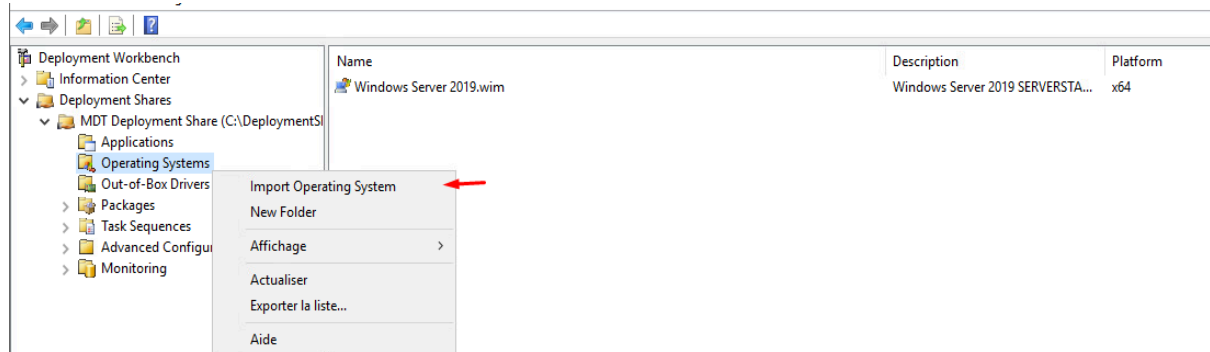 Deployment Workbench
Information Center
Deployment Shares
MDT Deployment Share (C:\DeploymentSl
Applications
Operating Systems
Out-of-Box Drivers
Packages
Task Sequences
Advanced Configu
Monitoring
Name Description Platform
Windows Server 2019.wim Windows Server 2019 SERVERSTA... x64
Import Operating System
New Folder
Affichage
Actualiser
Exporter la liste...
Aide